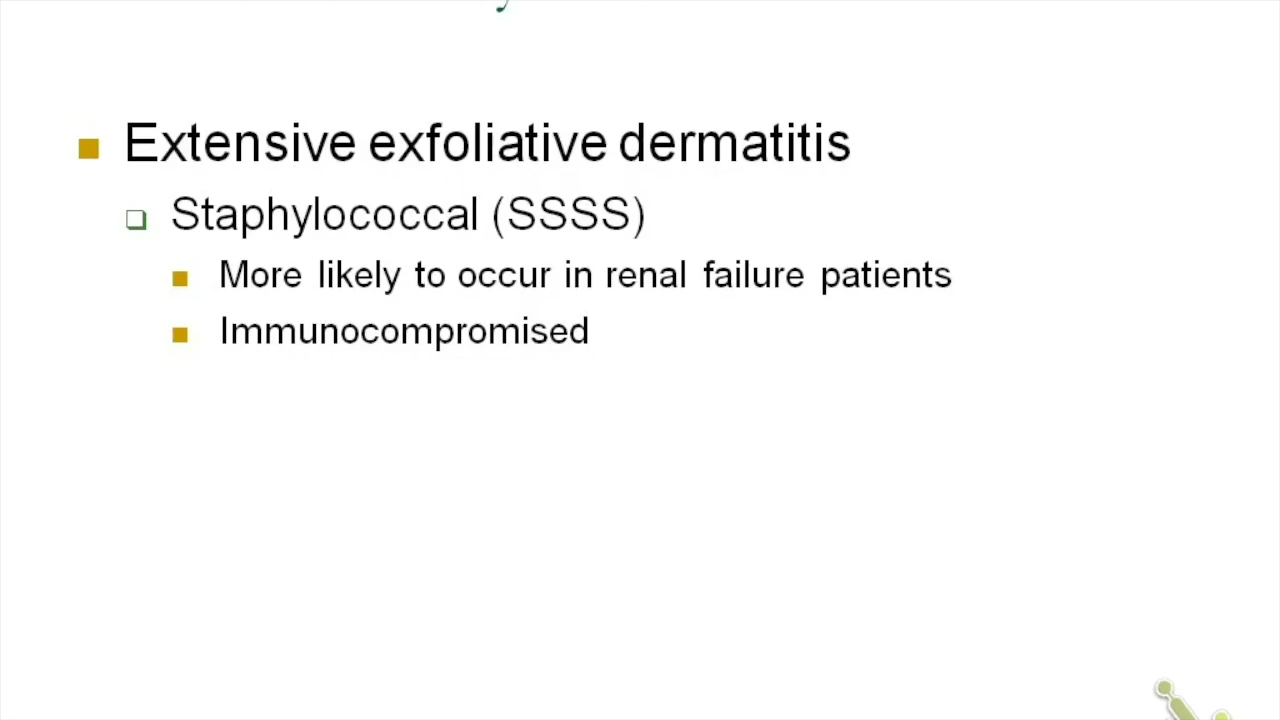 Extensive exfoliative dermatitis
Staphylococcal (SSSS)
More likely to occur in renal failure patients
Immunocompromised